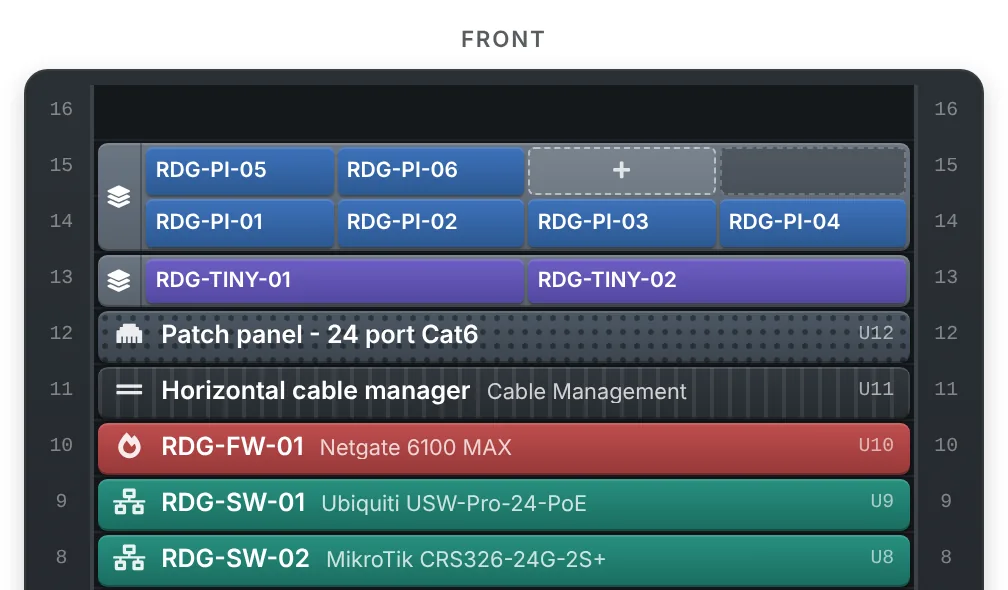 FRONT
16 16
15 RDG-PI-05 RDG-PI-06 + 15
14 RDG-PI-01 RDG-PI-02 RDG-PI-03 RDG-PI-04 14
13 RDG-TINY-01 RDG-TINY-02 13
12 Patch panel - 24 port Cat6 U12 12
11 Horizontal cable manager Cable Management U11 11
10 RDG-FW-01 Netgate 6100 MAX U10 10
9 RDG-SW-01 Ubiquiti USW-Pro-24-PoE U9 9
8 RDG-SW-02 MikroTik CRS326-24G-2S+ U8 8